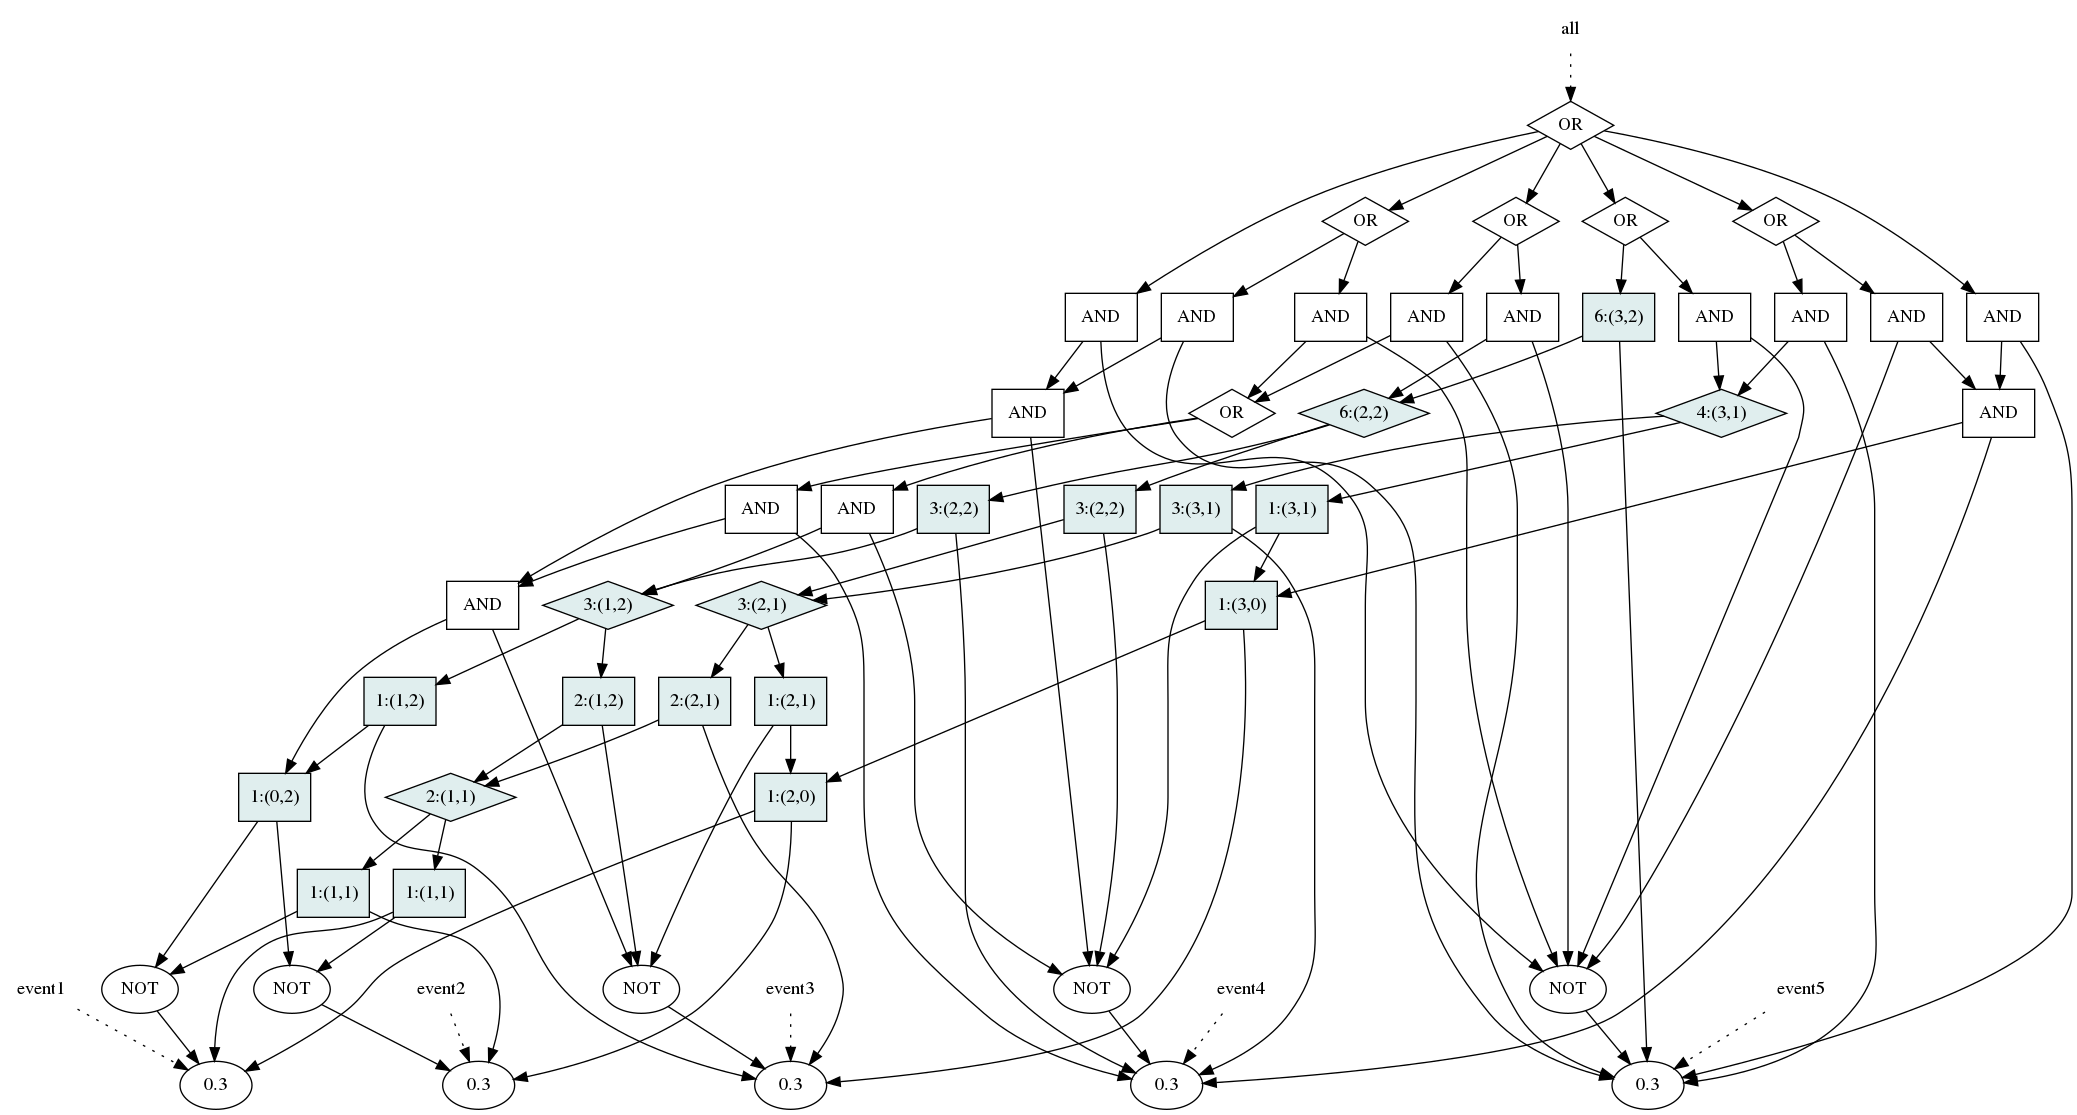 all
OR
OR OR OR OR
AND AND AND AND AND 6:(3,2) AND AND AND AND
AND OR 6:(2,2) 4:(3,1) AND
AND AND 3:(2,2) 3:(2,2) 3:(3,1) 1:(3,1)
AND 3:(1,2) 3:(2,1) 1:(3,0)
1:(1,2) 2:(1,2) 2:(2,1) 1:(2,1)
1:(0,2) 2:(1,1) 1:(2,0)
1:(1,1) 1:(1,1)
event1 NOT NOT event2 NOT event3 NOT event4 NOT event5
0.3 0.3 0.3 0.3 0.3